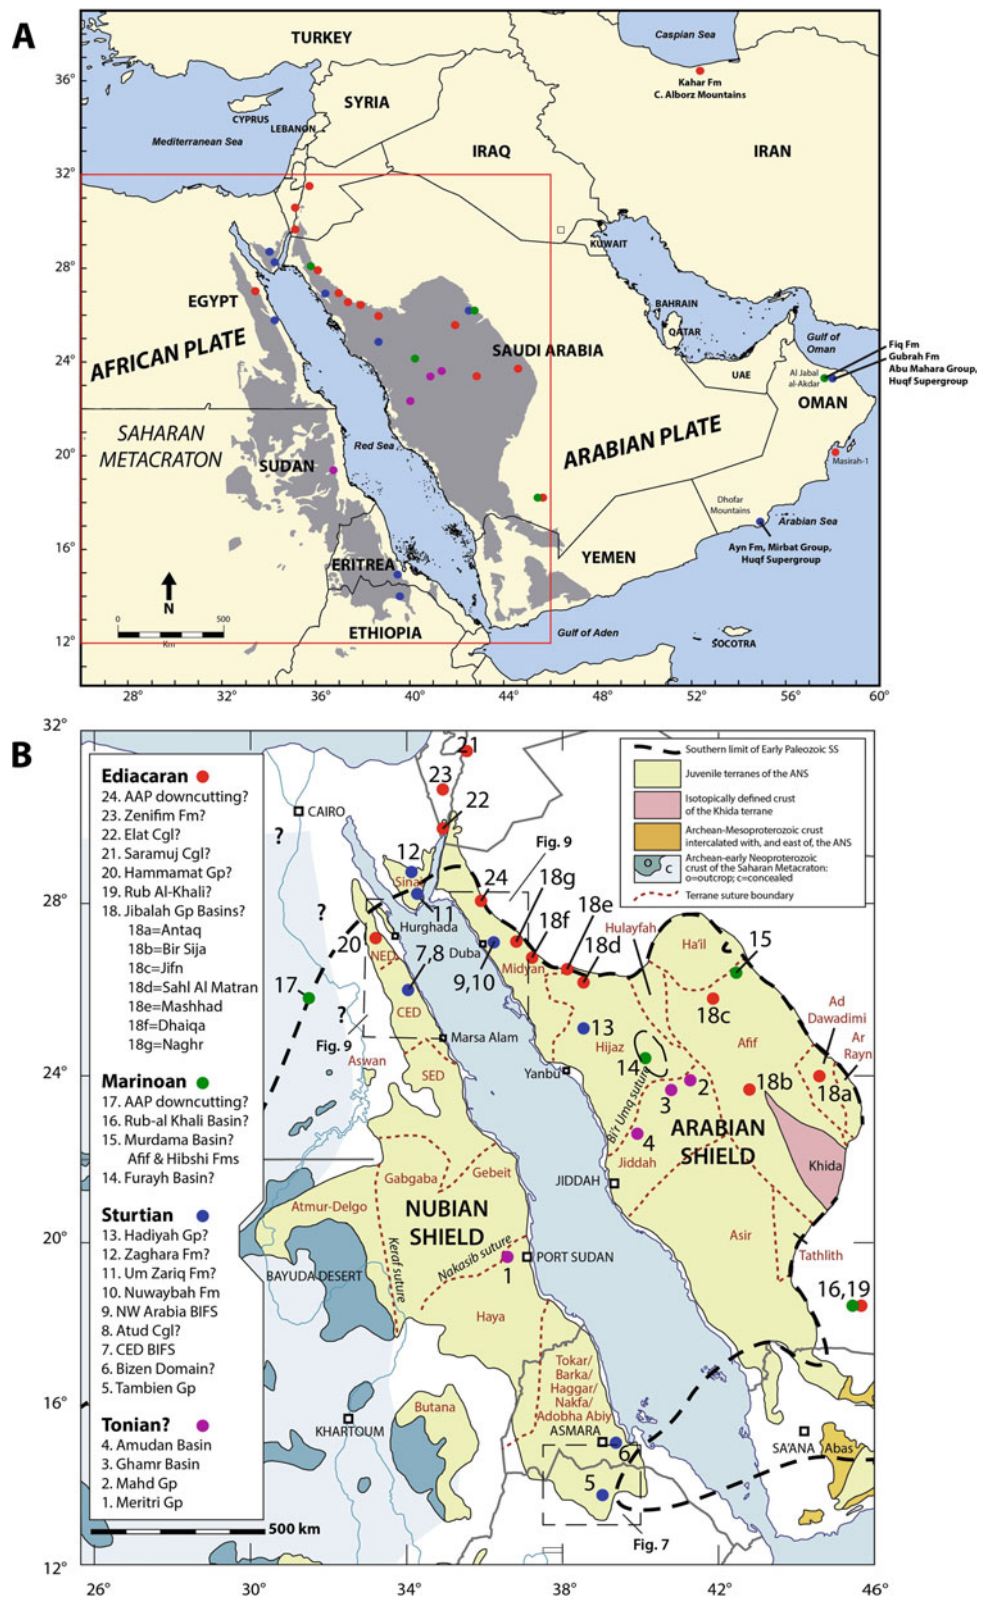 A
TURKEY
Caspian Sea
36°
Kahar Fm
C. Alborz Mountains
SYRIA
CYPRUS
LEBANON
Mediterranean Sea
IRAQ
IRAN
32°
KUWAIT
28°
EGYPT
BAHRAIN
QATAR
Gulf of
Oman
AFRICAN PLATE
SAUDI ARABIA
Fiq Fm
Gubrah Fm
Abu Mahara Group,
Huqf Supergroup
24°
UAE
Al Jabal
al-Akdar
OMAN
SAHARAN
METACRATON
Red Sea
ARABIAN PLATE
20°
SUDAN
Masirah-1
Dhofar
Mountains
Arabian Sea
16°
YEMEN
Ayn Fm, Mirbat Group,
Huqf Supergroup
ERITREA
N
0
500
Km
ETHIOPIA
Gulf of Aden
12°
SOCOTRA
28°
32°
36°
40°
44°
48°
52°
56°
60°
B
32°
Ediacaran
24. AAP downcutting?
23. Zenifim Fm?
22. Elat Cgl?
21. Saramuj Cgl?
20. Hammamat Gp?
19. Rub Al-Khali?
18. Jibalah Gp Basins?
18a=Antaq
18b=Bir Sija
18c=Jifn
18d=Sahl Al Matran
18e=Mashhad
18f=Dhaiqa
18g=Naghr
Marinoan
17. AAP downcutting?
16. Rub-al Khali Basin?
15. Murdama Basin?
Afif & Hibshi Fms
14. Furayh Basin?
Sturtian
13. Hadiyah Gp?
12. Zaghara Fm?
11. Um Zariq Fm?
10. Nuwaybah Fm
9. NW Arabia BIFS
8. Atud Cgl?
7. CED BIFS
6. Bizen Domain?
5. Tambien Gp
Tonian?
4. Amudan Basin
3. Ghamr Basin
2. Mahd Gp
1. Meritri Gp
500 km
Southern limit of Early Paleozoic SS
Juvenile terranes of the ANS
Isotopically defined crust
of the Khida terrane
Archean-Mesoproterozoic crust
intercalated with, and east of, the ANS
O
C
Archean-early Neoproterozoic
crust of the Saharan Metacraton:
o=outcrop; c=concealed
Terrane suture boundary
21
23
22
CAIRO
?
Fig. 9
12
Sinai
24
18g
18e
28°
?
11
18f
Hulayfah
Ha'il
15
Hurghada
18d
20
NED
7,8
Duba
Midyan
9,10
17
18c
Ad
Dawadimi
?
CED
13
Ar
Rayn
Fig. 9
Marsa Alam
Hijaz
Afif
Aswan
14
24°
SED
Yanbu
2
18b
18a
3
Bi'r Umq suture
ARABIAN
SHIELD
4
Jiddah
Khida
Gabgaba
Gebeit
JIDDAH
Atmur-Delgo
NUBIAN
SHIELD
Asir
Keraf suture
Nakasib suture
Tathlith
BAYUDA DESERT
PORT SUDAN
1
16,19
Haya
Tokar/
Barka/
Haggar/
Nakfa/
Adobha Abiy
16°
Butana
KHARTOUM
ASMARA
SA'ANA
Abas
6
5
Fig. 7
12°
26°
30°
34°
38°
42°
46°